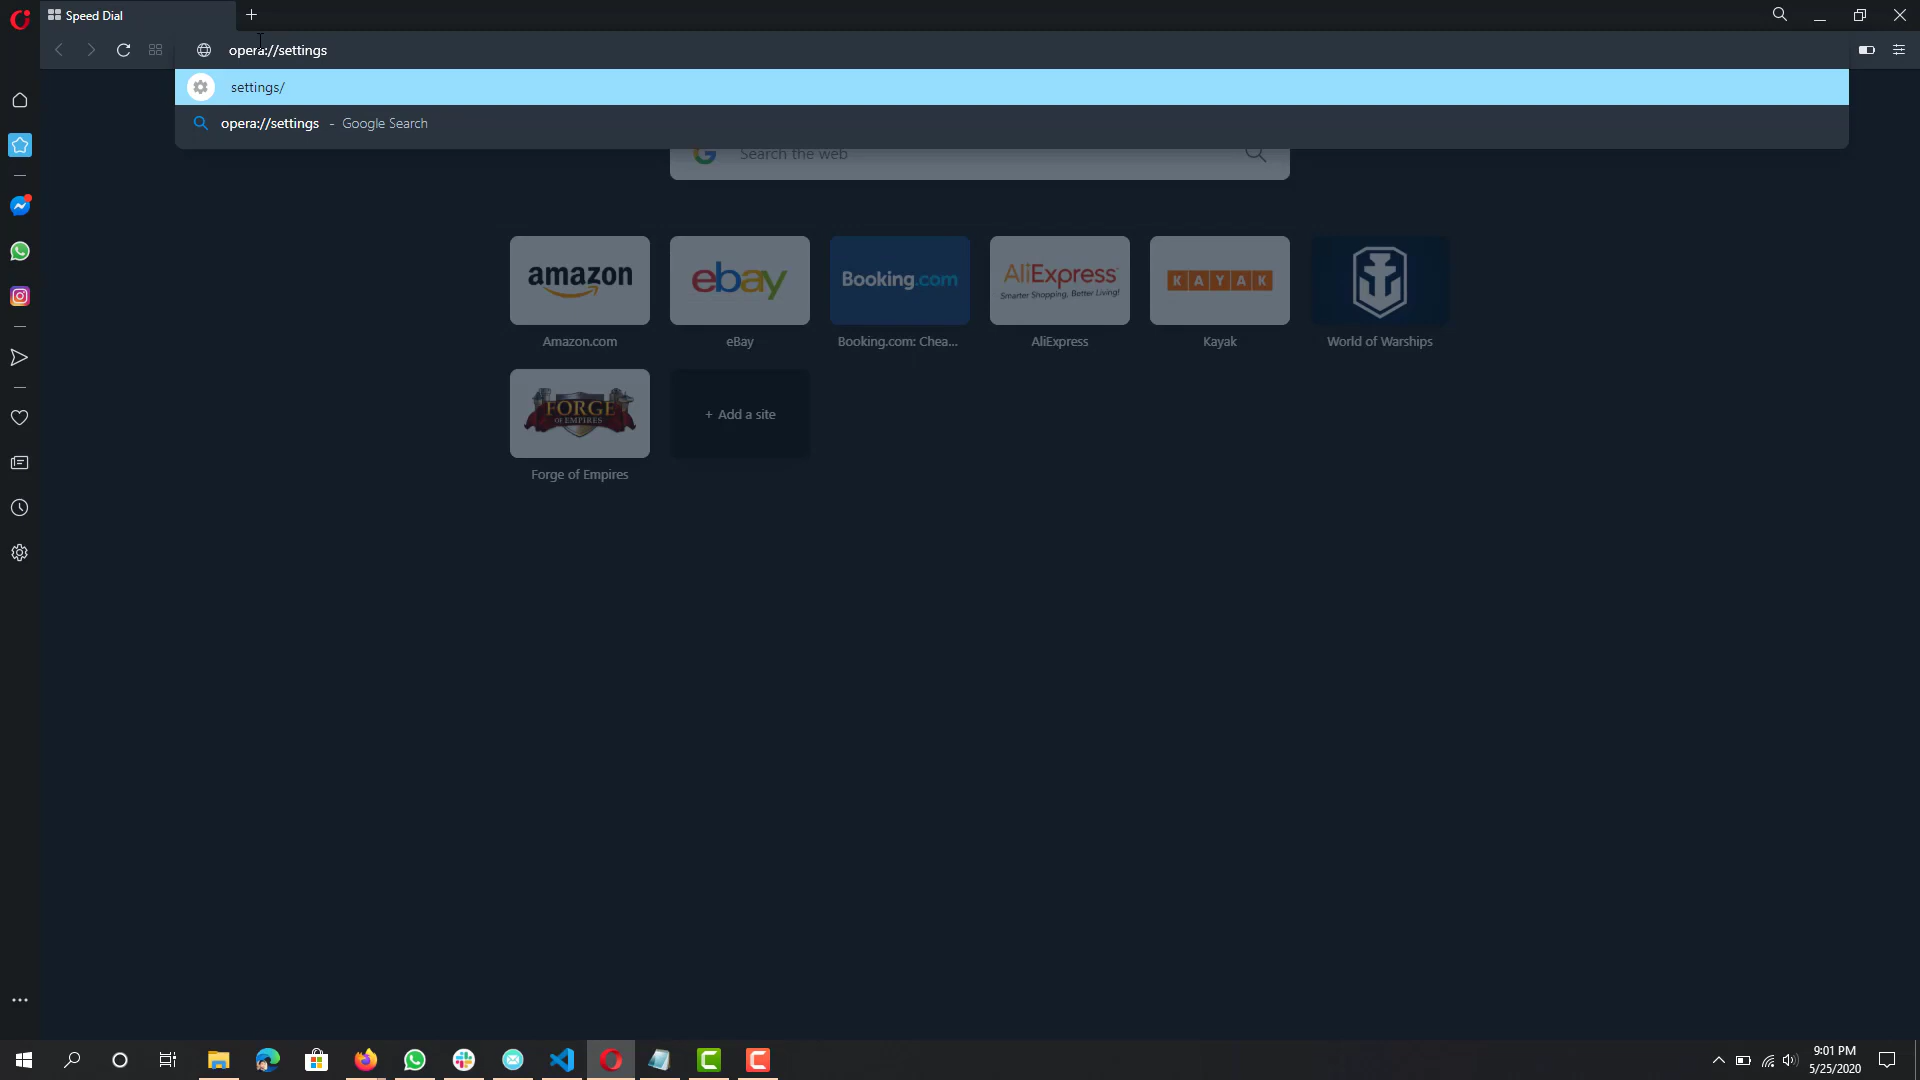 Speed Dial
opera://settings
settings/
opera://settings - Google Search
Search the web
amazon
ebay
Booking.com
AliExpress
Smarter Shopping, Better Living!
KAYAK
Amazon.com
eBay
Booking.com: Chea...
AliExpress
Kayak
World of Warships
FORGE
OF EMPIRES
+ Add a site
Forge of Empires
9:01 PM
5/25/2020